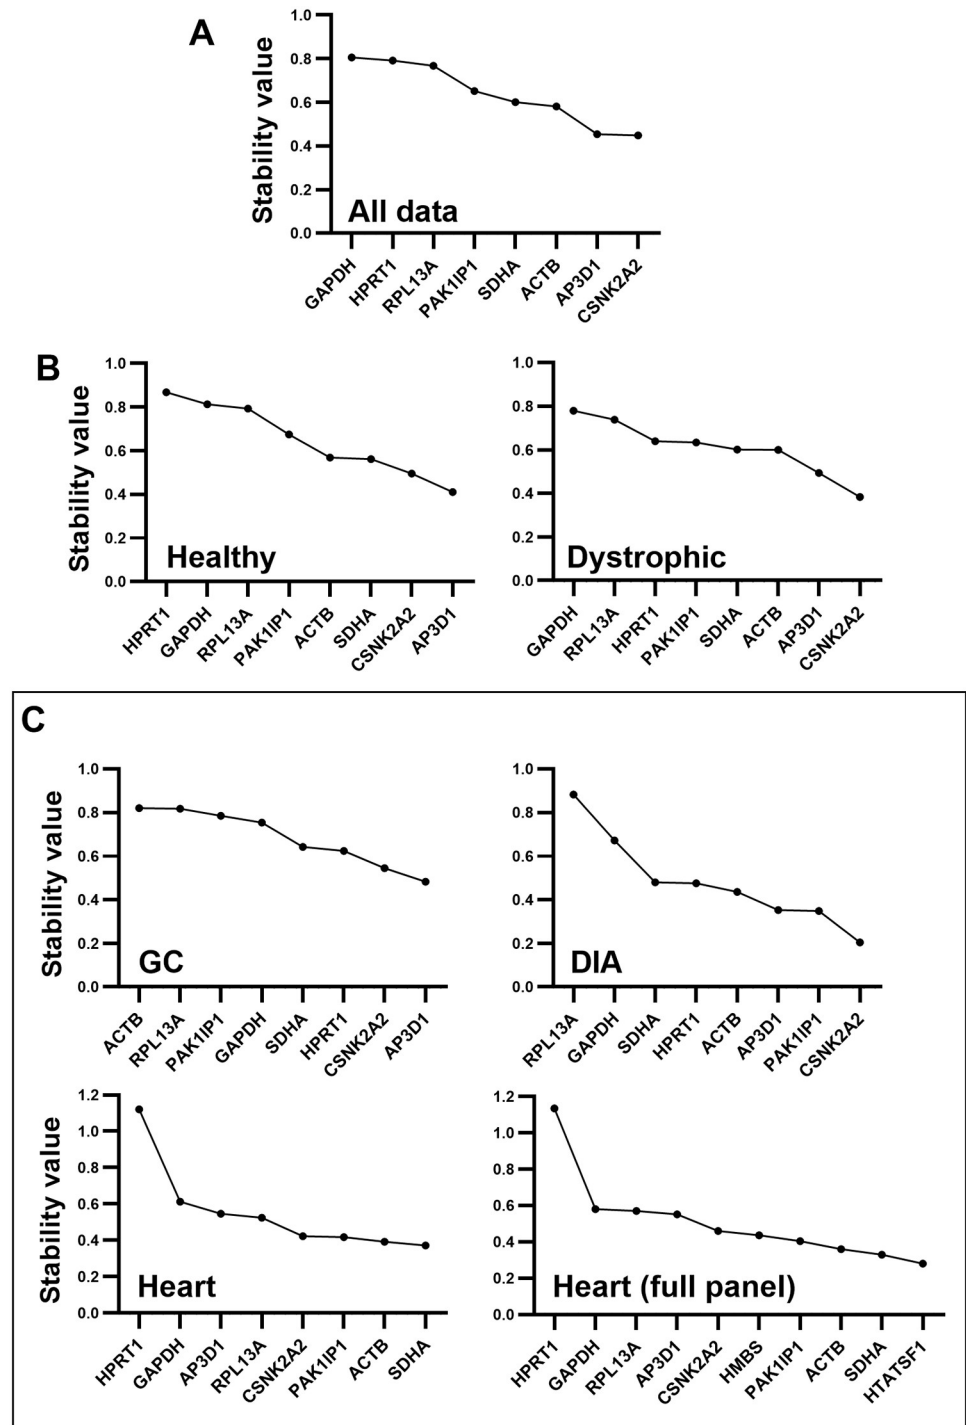 A
Stability value
1.0
0.8
0.6
0.4
0.2
0.0
All data
GAPDH
HPRT1
RPL13A
PAK1IP1
SDHA
ACTB
AP3D1
CSNK2A2
B
Stability value
1.0
0.8
0.6
0.4
0.2
0.0
Healthy
HPRT1
GAPDH
RPL13A
PAK1IP1
ACTB
SDHA
CSNK2A2
AP3D1
1.0
0.8
0.6
0.4
0.2
0.0
Dystrophic
GAPDH
RPL13A
HPRT1
PAK1IP1
SDHA
ACTB
AP3D1
CSNK2A2
C
Stability value
1.0
0.8
0.6
0.4
0.2
0.0
GC
ACTB
RPL13A
PAK1IP1
GAPDH
SDHA
HPRT1
CSNK2A2
AP3D1
1.0
0.8
0.6
0.4
0.2
0.0
DIA
RPL13A
GAPDH
SDHA
HPRT1
ACTB
AP3D1
PAK1IP1
CSNK2A2
Stability value
1.2
1.0
0.8
0.6
0.4
0.2
0.0
Heart
HPRT1
GAPDH
AP3D1
RPL13A
CSNK2A2
PAK1IP1
ACTB
SDHA
1.2
1.0
0.8
0.6
0.4
0.2
0.0
Heart (full panel)
HPRT1
GAPDH
RPL13A
AP3D1
CSNK2A2
HMBS
PAK1IP1
ACTB
SDHA
HTATSF1